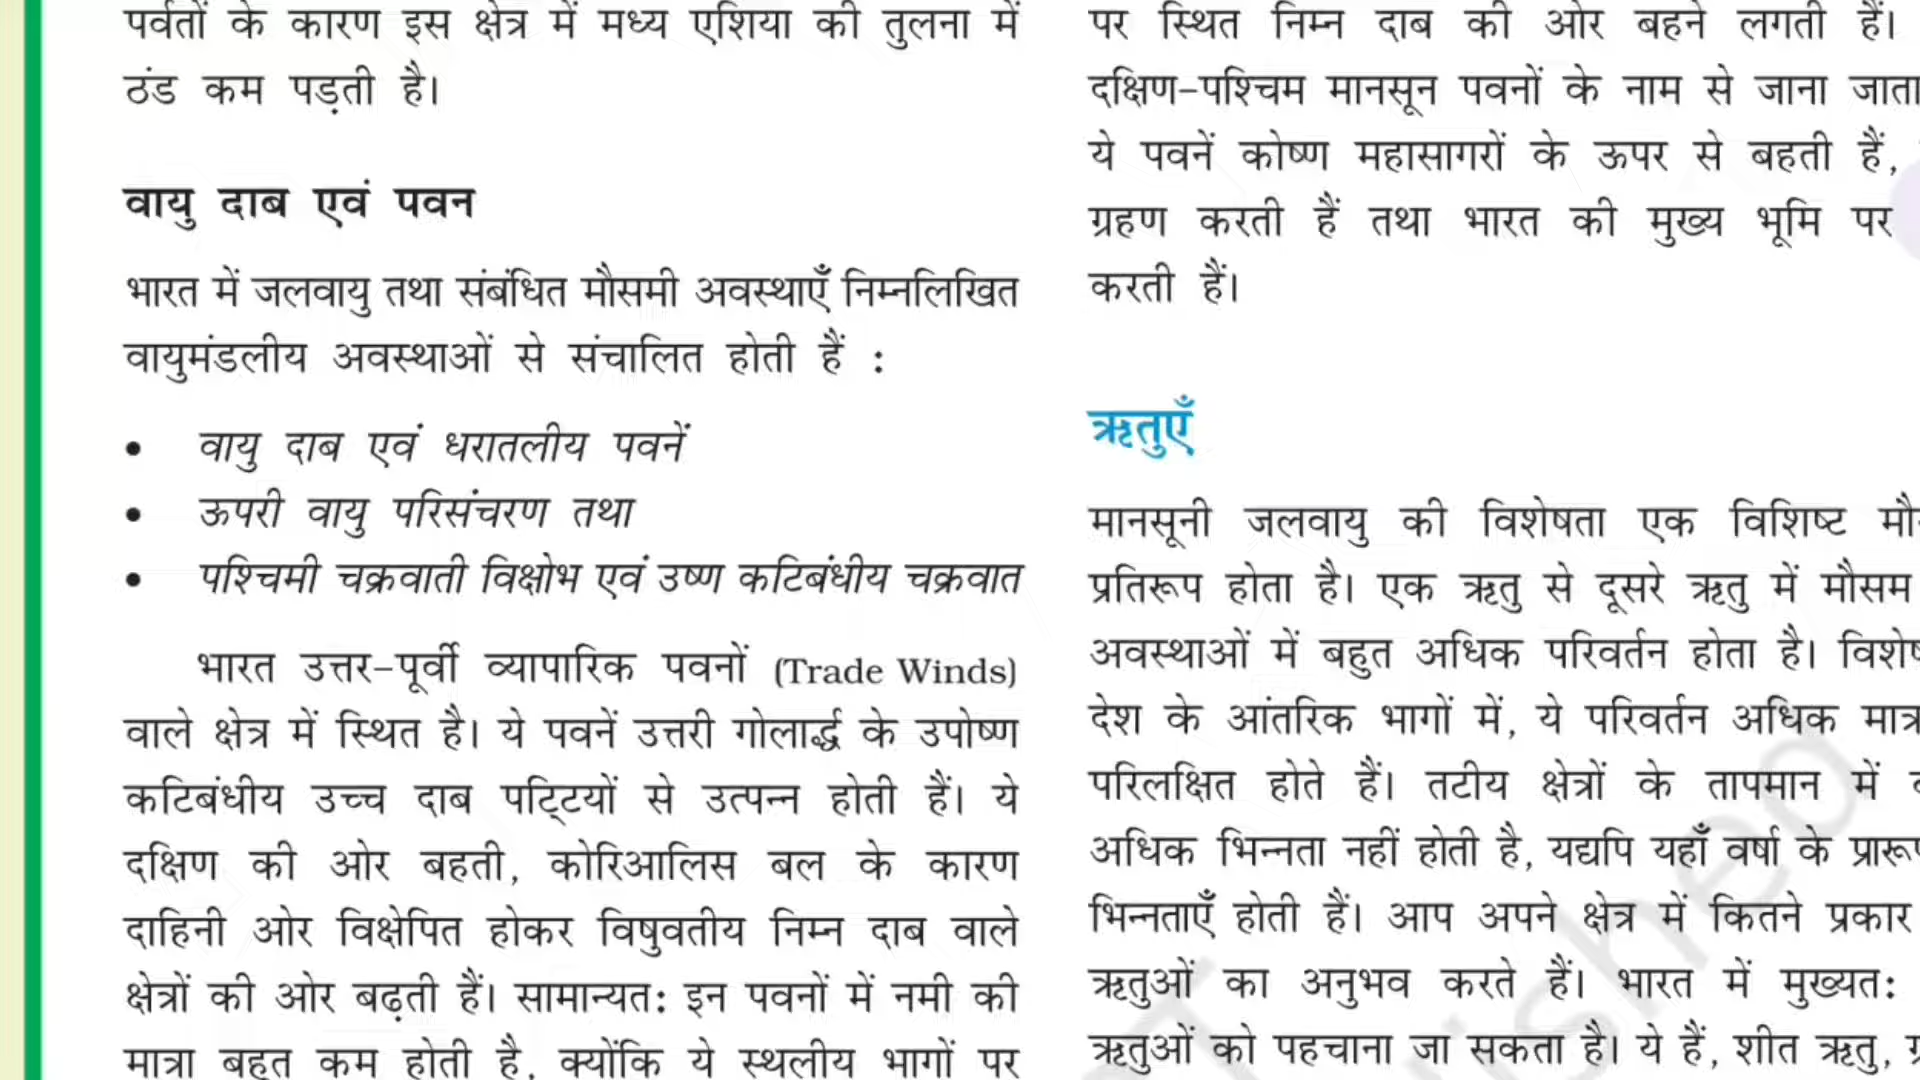 पर्वतों के कारण इस क्षेत्र में मध्य एशिया की तुलना में
ठंड कम पड़ती है।
वायु दाब एवं पवन
भारत में जलवायु तथा संबंधित मौसमी अवस्थाएँ निम्नलिखित
वायुमंडलीय अवस्थाओं से संचालित होती हैं :
• वायु दाब एवं धरातलीय पवनें
• ऊपरी वायु परिसंचरण तथा
• पश्चिमी चक्रवाती विक्षोभ एवं उष्ण कटिबंधीय चक्रवात
भारत उत्तर-पूर्वी व्यापारिक पवनों (Trade Winds)
वाले क्षेत्र में स्थित है। ये पवनें उत्तरी गोलार्द्ध के उपोष्ण
कटिबंधीय उच्च दाब पट्टियों से उत्पन्न होती हैं। ये
दक्षिण की ओर बहती, कोरिआलिस बल के कारण
दाहिनी ओर विक्षेपित होकर विषुवतीय निम्न दाब वाले
क्षेत्रों की ओर बढ़ती हैं। सामान्यत: इन पवनों में नमी की
मात्रा बहुत कम होती है, क्योंकि ये स्थलीय भागों पर
पर स्थित निम्न दाब की ओर बहने लगती हैं।
दक्षिण-पश्चिम मानसून पवनों के नाम से जाना जाता
ये पवनें कोष्ण महासागरों के ऊपर से बहती हैं,
ग्रहण करती हैं तथा भारत की मुख्य भूमि पर
करती हैं।
ऋतुएँ
मानसूनी जलवायु की विशेषता एक विशिष्ट
प्रतिरूप होता है। एक ऋतु से दूसरे ऋतु में मौसम
अवस्थाओं में बहुत अधिक परिवर्तन होता है।
देश के आंतरिक भागों में, ये परिवर्तन अधिक
परिलक्षित होते हैं। तटीय क्षेत्रों के तापमान में
अधिक भिन्नता नहीं होती है, यद्यपि यहाँ वर्षा के
भिन्नताएँ होती हैं। आप अपने क्षेत्र में कितने प्रकार
ऋतुओं का अनुभव करते हैं। भारत में मुख्यत:
ऋतुओं को पहचाना जा सकता है। ये हैं, शीत ऋतु,